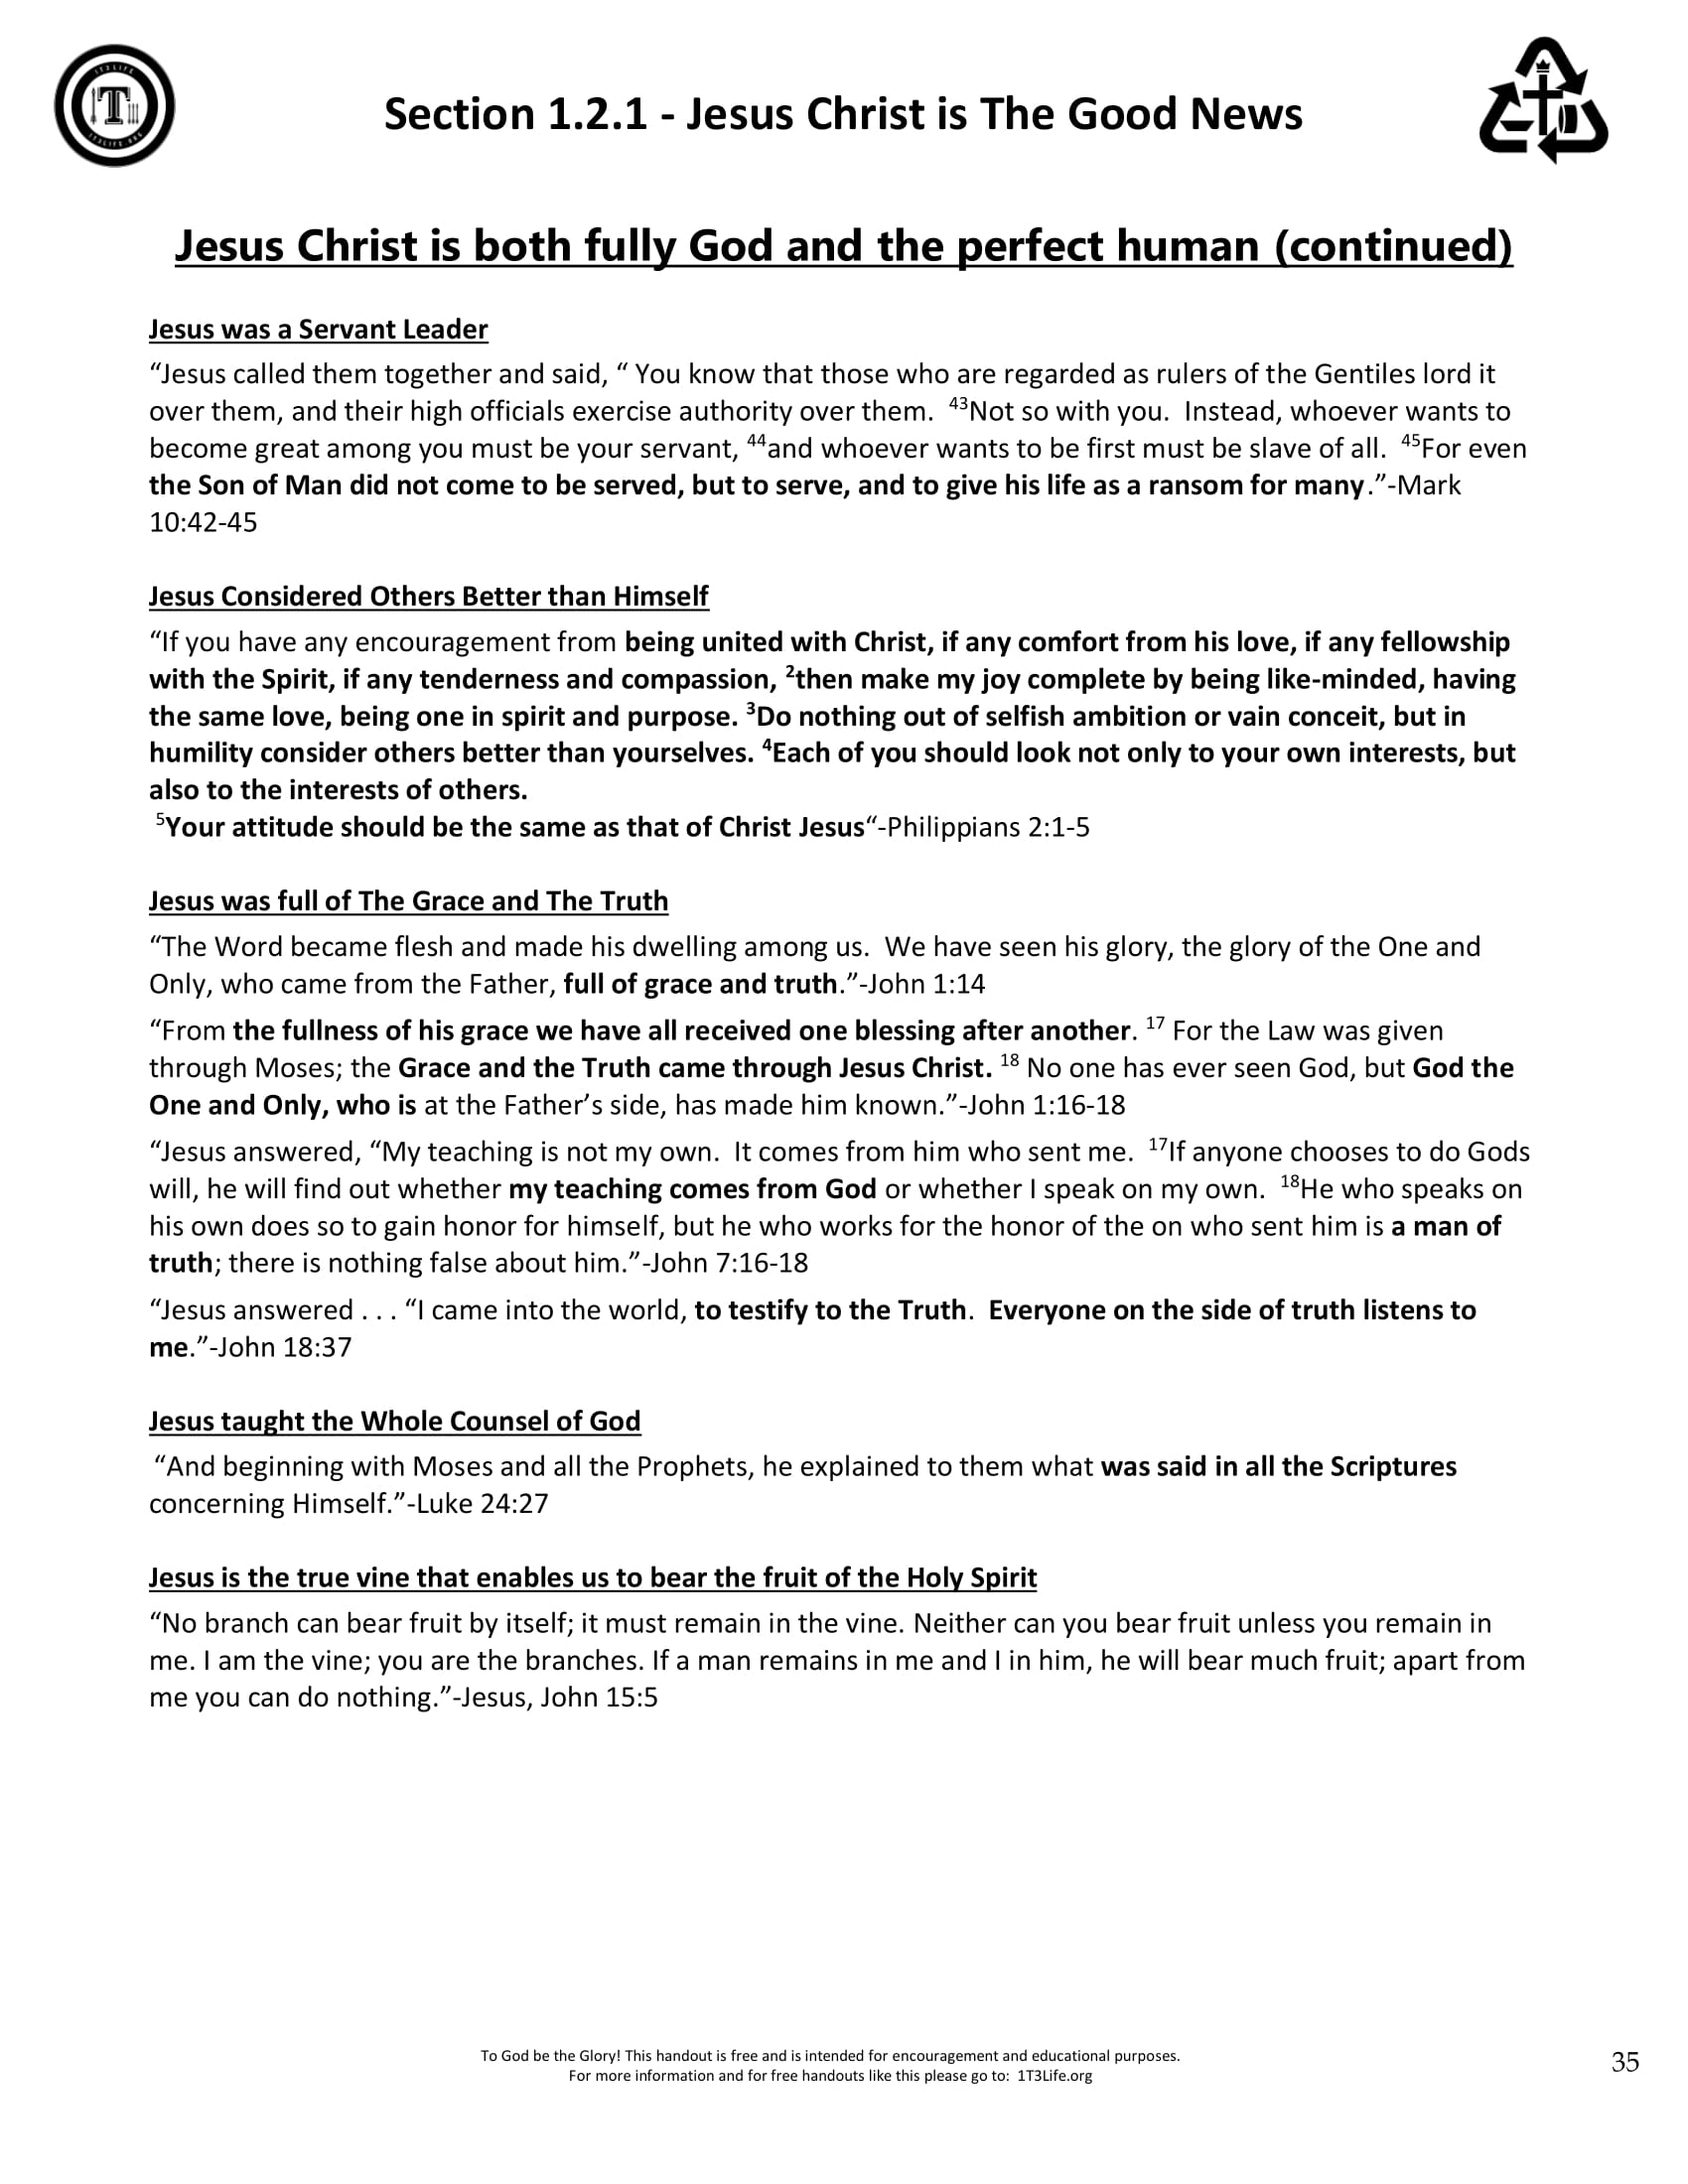 Section 1.2.1 - Jesus Christ is The Good News
Jesus Christ is both fully God and the perfect human (continued)
Jesus was a Servant Leader
“Jesus called them together and said, “ You know that those who are regarded as rulers of the Gentiles lord it
over them, and their high officials exercise authority over them.  43Not so with you.  Instead, whoever wants to
become great among you must be your servant, 44and whoever wants to be first must be slave of all.  45For even
the Son of Man did not come to be served, but to serve, and to give his life as a ransom for many.”-Mark
10:42-45
Jesus Considered Others Better than Himself
“If you have any encouragement from being united with Christ, if any comfort from his love, if any fellowship
with the Spirit, if any tenderness and compassion, 2then make my joy complete by being like-minded, having
the same love, being one in spirit and purpose. 3Do nothing out of selfish ambition or vain conceit, but in
humility consider others better than yourselves. 4Each of you should look not only to your own interests, but
also to the interests of others.
5Your attitude should be the same as that of Christ Jesus“-Philippians 2:1-5
Jesus was full of The Grace and The Truth
“The Word became flesh and made his dwelling among us.  We have seen his glory, the glory of the One and
Only, who came from the Father, full of grace and truth.”-John 1:14
“From the fullness of his grace we have all received one blessing after another. 17 For the Law was given
through Moses; the Grace and the Truth came through Jesus Christ. 18 No one has ever seen God, but God the
One and Only, who is at the Father’s side, has made him known.”-John 1:16-18
“Jesus answered, “My teaching is not my own.  It comes from him who sent me.  17If anyone chooses to do Gods
will, he will find out whether my teaching comes from God or whether I speak on my own.  18He who speaks on
his own does so to gain honor for himself, but he who works for the honor of the on who sent him is a man of
truth; there is nothing false about him.”-John 7:16-18
“Jesus answered . . . “I came into the world, to testify to the Truth.  Everyone on the side of truth listens to
me.”-John 18:37
Jesus taught the Whole Counsel of God
“And beginning with Moses and all the Prophets, he explained to them what was said in all the Scriptures
concerning Himself.”-Luke 24:27
Jesus is the true vine that enables us to bear the fruit of the Holy Spirit
“No branch can bear fruit by itself; it must remain in the vine. Neither can you bear fruit unless you remain in
me. I am the vine; you are the branches. If a man remains in me and I in him, he will bear much fruit; apart from
me you can do nothing.”-Jesus, John 15:5
To God be the Glory! This handout is free and is intended for encouragement and educational purposes.
For more information and for free handouts like this please go to:  1T3Life.org
35